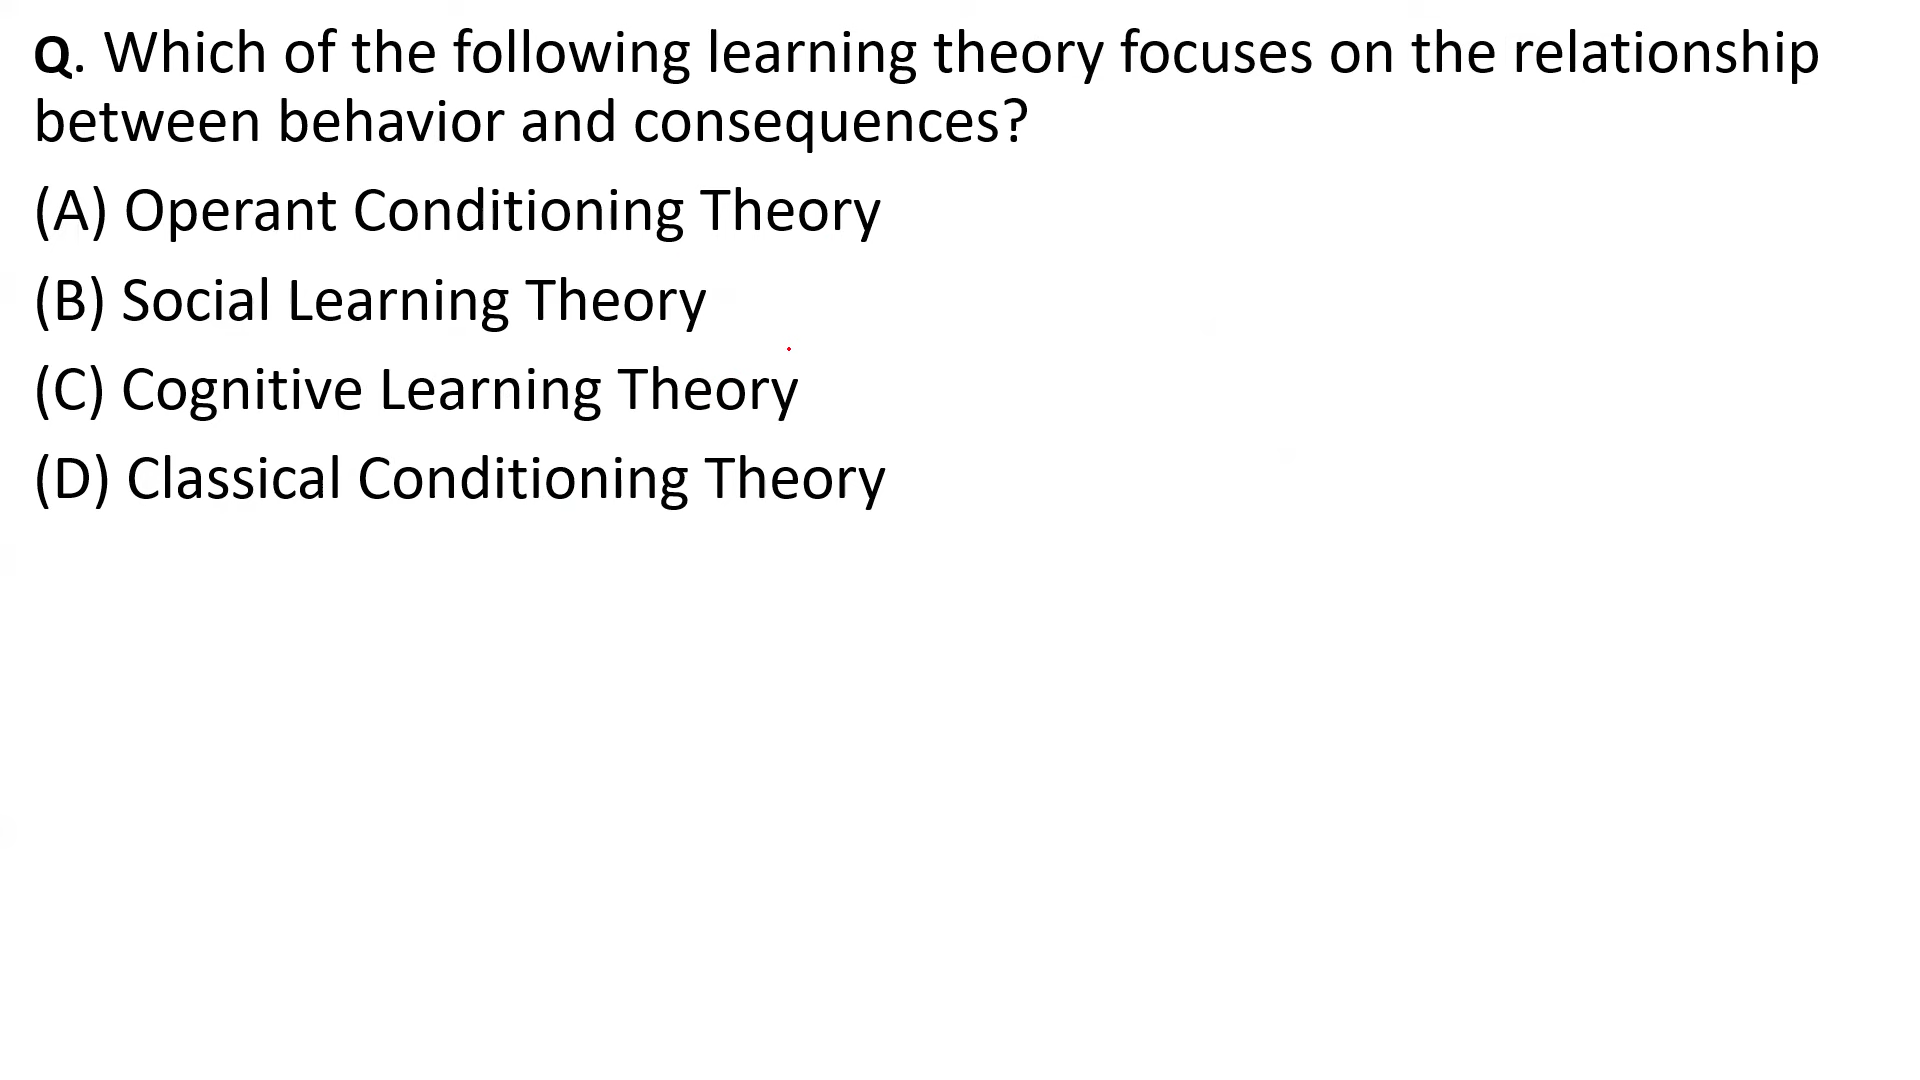 Q. Which of the following learning theory focuses on the relationship
between behavior and consequences?
(A) Operant Conditioning Theory
(B) Social Learning Theory
(C) Cognitive Learning Theory
(D) Classical Conditioning Theory